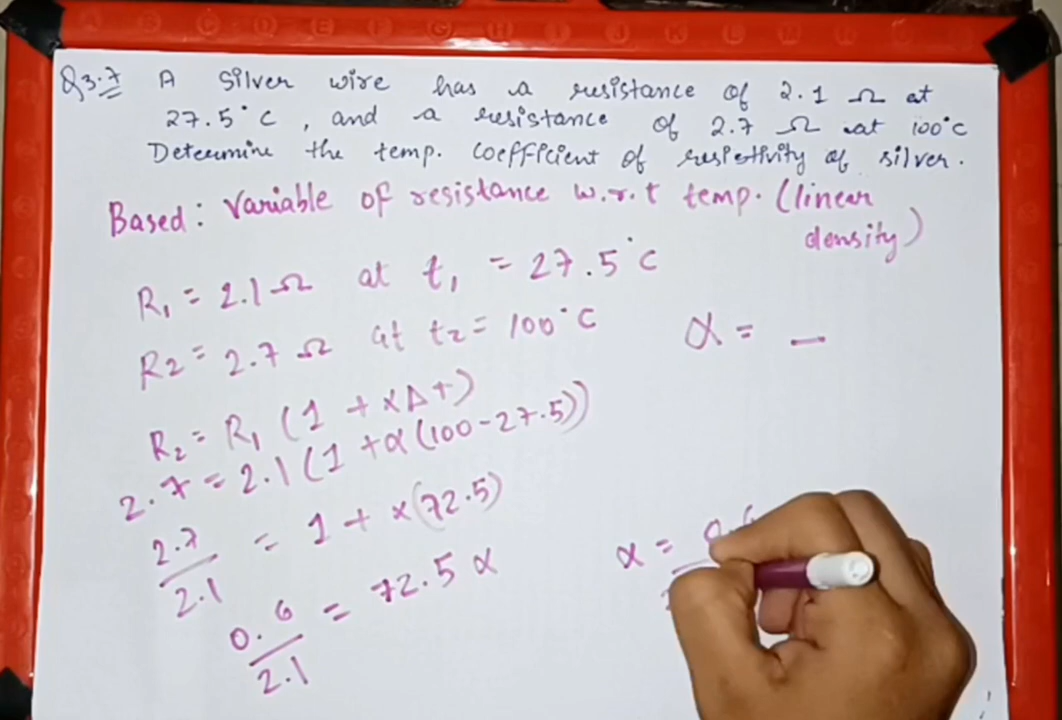 Q3.7 A Silver wire has a resistance of 2.1 Ω at
27.5°C, and a resistance of 2.7 Ω at 100°C
Determine the temp. coefficient of resistivity of silver.
Based: Variable of resistance w.r.t temp. (linear
density)
R₁ = 2.1 Ω at t₁ = 27.5°C
R₂ = 2.7 Ω at t₂ = 100°C
α = _
R₂ = R₁ (1 + αΔT)
2.7 = 2.1 (1 + α(100-27.5))
2.7/2.1 = 1 + α(72.5)
0.6/2.1 = 72.5 α
α =